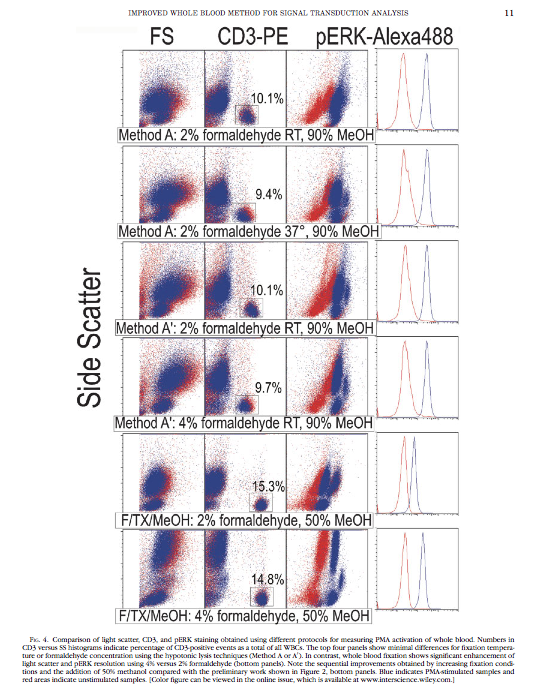 IMPROVED WHOLE BLOOD METHOD FOR SIGNAL TRANSDUCTION ANALYSIS
11
FS
CD3-PE
pERK-Alexa488
Side Scatter
10.1%
Method A: 2% formaldehyde RT, 90% MeOH
9.4%
Method A: 2% formaldehyde 37°, 90% MeOH
10.1%
Method A': 2% formaldehyde RT, 90% MeOH
9.7%
Method A': 4% formaldehyde RT, 90% MeOH
15.3%
F/TX/MeOH: 2% formaldehyde, 50% MeOH
14.8%
F/TX/MeOH: 4% formaldehyde, 50% MeOH
FIG. 4. Comparison of light scatter, CD3, and pERK staining obtained using different protocols for measuring PMA activation of whole blood. Numbers in
CD3 versus SS histograms indicate percentage of CD3-positive events as a total of all WBCs. The top four panels show minimal differences for fixation tempera-
ture or formaldehyde concentration using the hypotonic lysis techniques (Method A or A'). In contrast, whole blood fixation shows significant enhancement of
light scatter and pERK resolution using 4% versus 2% formaldehyde (bottom panels). Note the sequential improvements obtained by increasing fixation condi-
tions and the addition of 50% methanol compared with the preliminary work shown in Figure 2, bottom panels. Blue indicates PMA-stimulated samples and
red areas indicate unstimulated samples. [Color figure can be viewed in the online issue, which is available at www.interscience.wiley.com.]